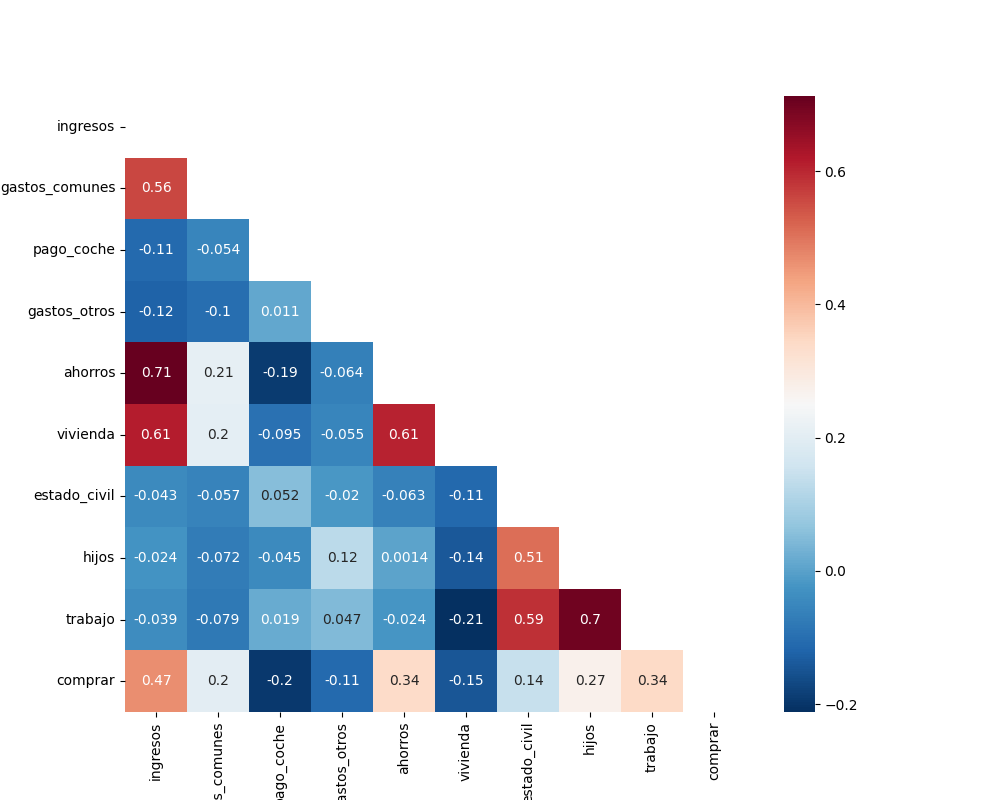 ingresos
gastos_comunes 0.56
pago_coche -0.11 -0.054
gastos_otros -0.12 -0.1 0.011
ahorros 0.71 0.21 -0.19 -0.064
vivienda 0.61 0.2 -0.095 -0.055 0.61
estado_civil -0.043 -0.057 0.052 -0.02 -0.063 -0.11
hijos -0.024 -0.072 -0.045 0.12 0.0014 -0.14 0.51
trabajo -0.039 -0.079 0.019 0.047 -0.024 -0.21 0.59 0.7
comprar 0.47 0.2 -0.2 -0.11 0.34 -0.15 0.14 0.27 0.34
ingresos
s_comunes
pago_coche
astos_otros
ahorros
vivienda
estado_civil
hijos
trabajo
comprar
0.6
0.4
0.2
0.0
−0.2